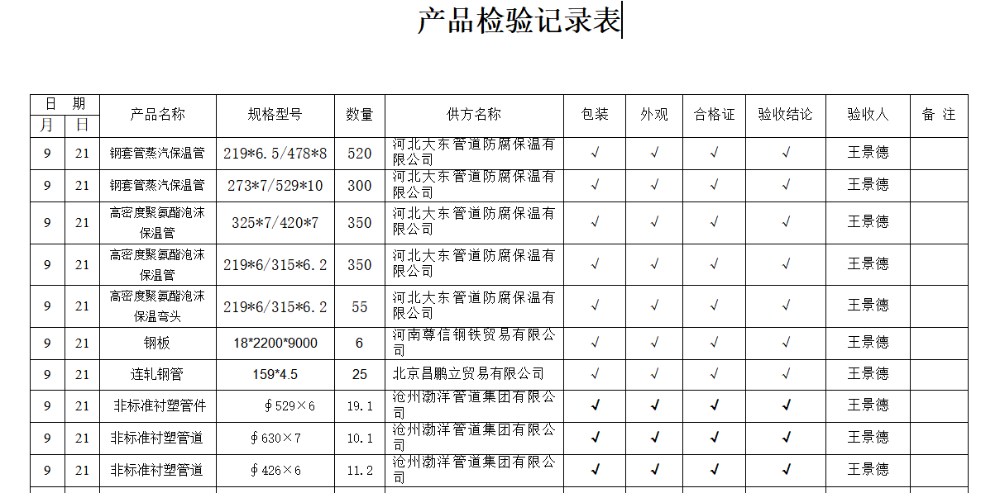 产品检验记录表
日 期 产品名称 规格型号 数量 供方名称 包装 外观 合格证 验收结论 验收人 备 注
月 日
9 21 钢套管蒸汽保温管 219*6.5/478*8 520 河北大东管道防腐保温有 √ √ √ √ 王景德
限公司
9 21 钢套管蒸汽保温管 273*7/529*10 300 河北大东管道防腐保温有 √ √ √ √ 王景德
限公司
9 21 高密度聚氨酯泡沫 325*7/420*7 350 河北大东管道防腐保温有 √ √ √ √ 王景德
保温管 限公司
9 21 高密度聚氨酯泡沫 219*6/315*6.2 350 河北大东管道防腐保温有 √ √ √ √ 王景德
保温管 限公司
9 21 高密度聚氨酯泡沫 219*6/315*6.2 55 河北大东管道防腐保温有 √ √ √ √ 王景德
保温弯头 限公司
9 21 钢板 18*2200*9000 6 河南尊信钢铁贸易有限公 √ √ √ √ 王景德
司
9 21 连轧钢管 159*4.5 25 北京昌鹏立贸易有限公司 √ √ √ √ 王景德
9 21 非标准衬塑管件 ∮529×6 19.1 沧州渤洋管道集团有限公 √ √ √ √ 王景德
司
9 21 非标准衬塑管道 ∮630×7 10.1 沧州渤洋管道集团有限公 √ √ √ √ 王景德
司
9 21 非标准衬塑管道 ∮426×6 11.2 沧州渤洋管道集团有限公 √ √ √ √ 王景德
司